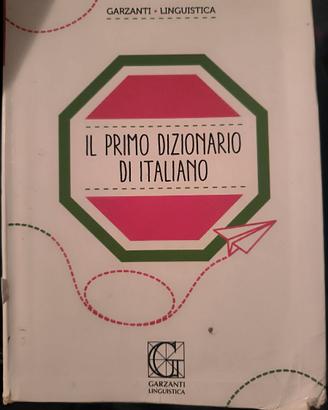 GARZANTI • LINGUISTICA
IL PRIMO DIZIONARIO
DI ITALIANO
G
GARZANTI
LINGUISTICA